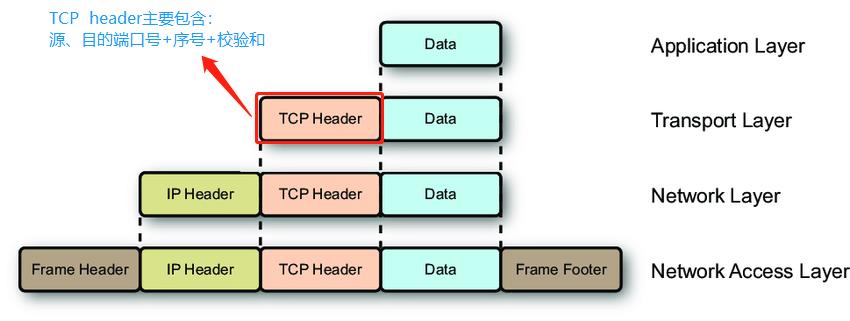 TCP header主要包含：
源、目的端口号+序号+校验和
Data
Application Layer
TCP Header
Data
Transport Layer
IP Header
TCP Header
Data
Network Layer
Frame Header
IP Header
TCP Header
Data
Frame Footer
Network Access Layer